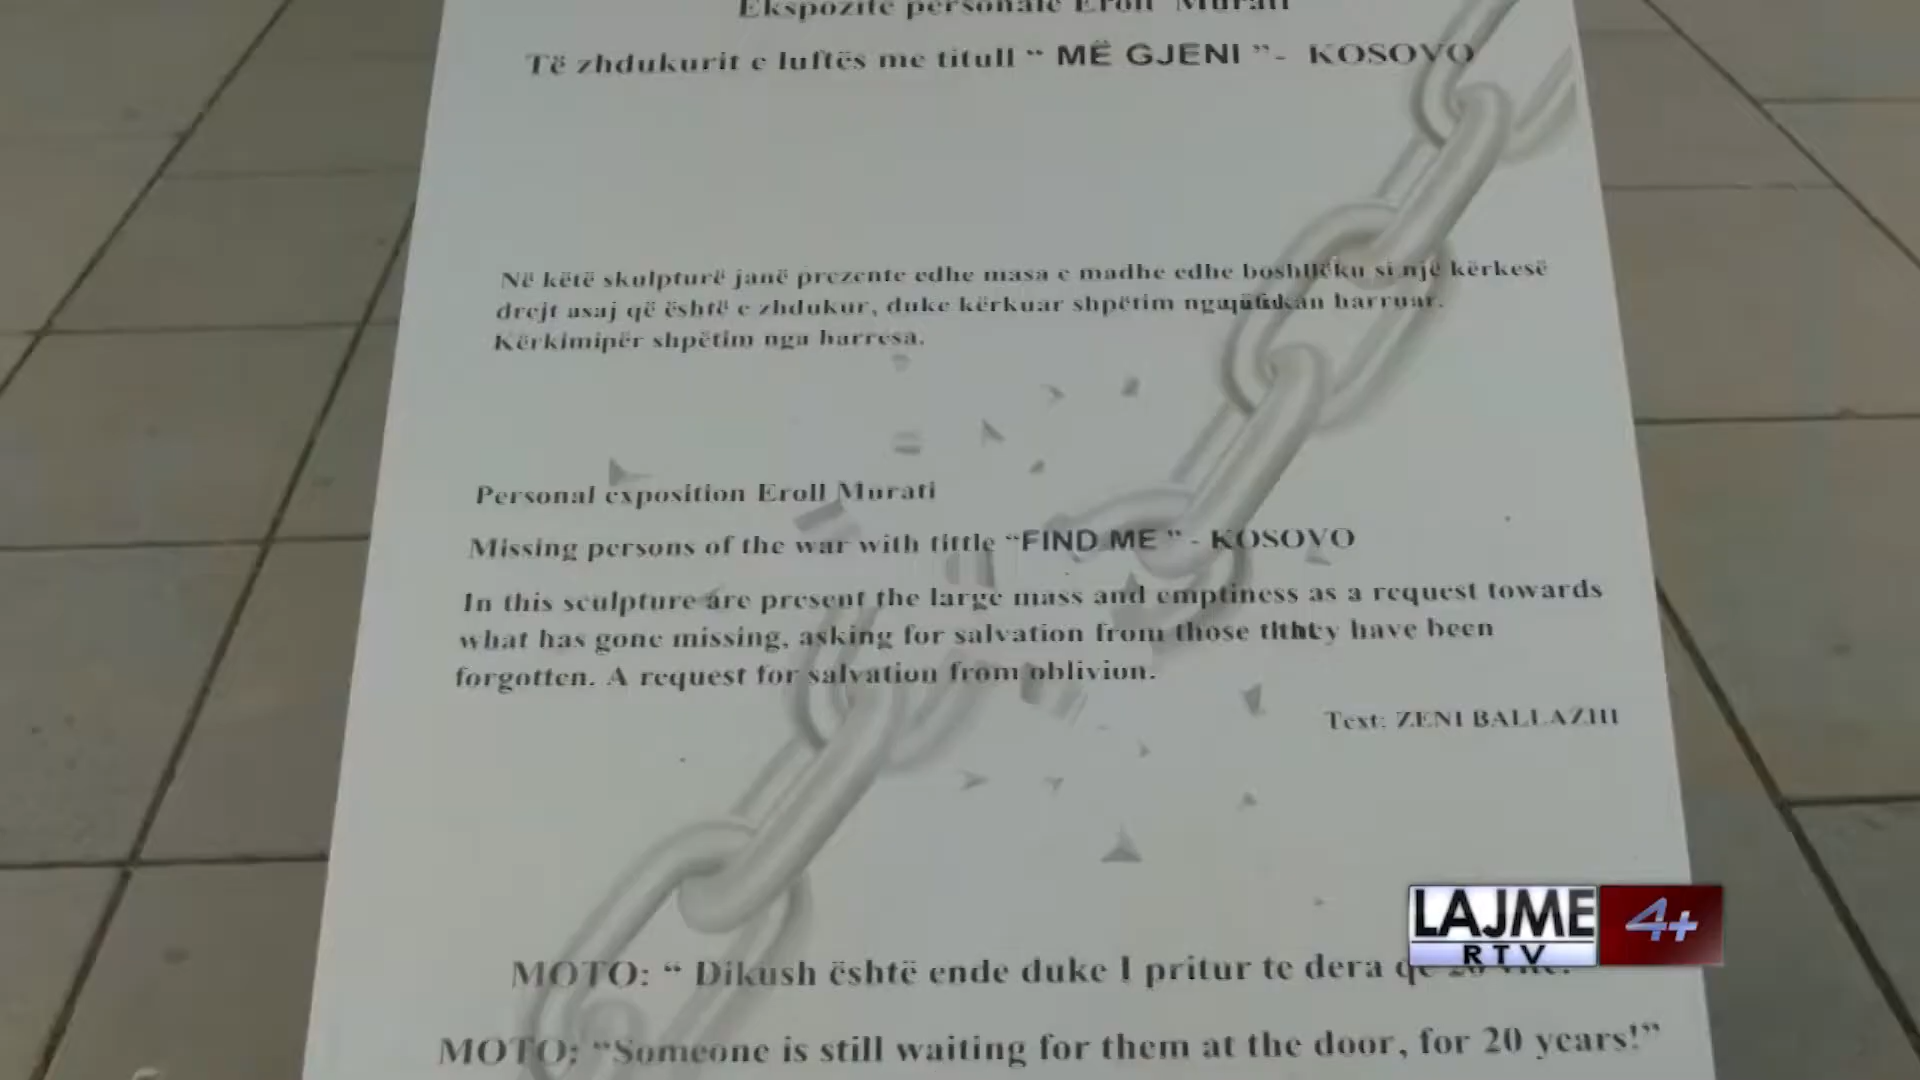 Ekspozitë personale Eroll Murati
Të zhdukurit e luftës me titull “ MË GJENI ”- KOSOVO
Në këtë skulpturë janë prezente edhe masa e madhe edhe boshllëku si një kërkesë
drejt asaj që është e zhdukur, duke kërkuar shpëtim nga harruar.
Kërkimipër shpëtim nga harresa.
Personal exposition Eroll Murati
Missing persons of the war with tittle “FIND ME ” - KOSOVO
In this sculpture are present the large mass and emptiness as a request towards
what has gone missing, asking for salvation from those have been
forgotten. A request for salvation from oblivion.
Text: ZENI BALLAZHI
LAJME 4+
RTV
MOTO: “ Dikush është ende duke I pritur te dera
MOTO: “Someone is still waiting for them at the door, for 20 years!”